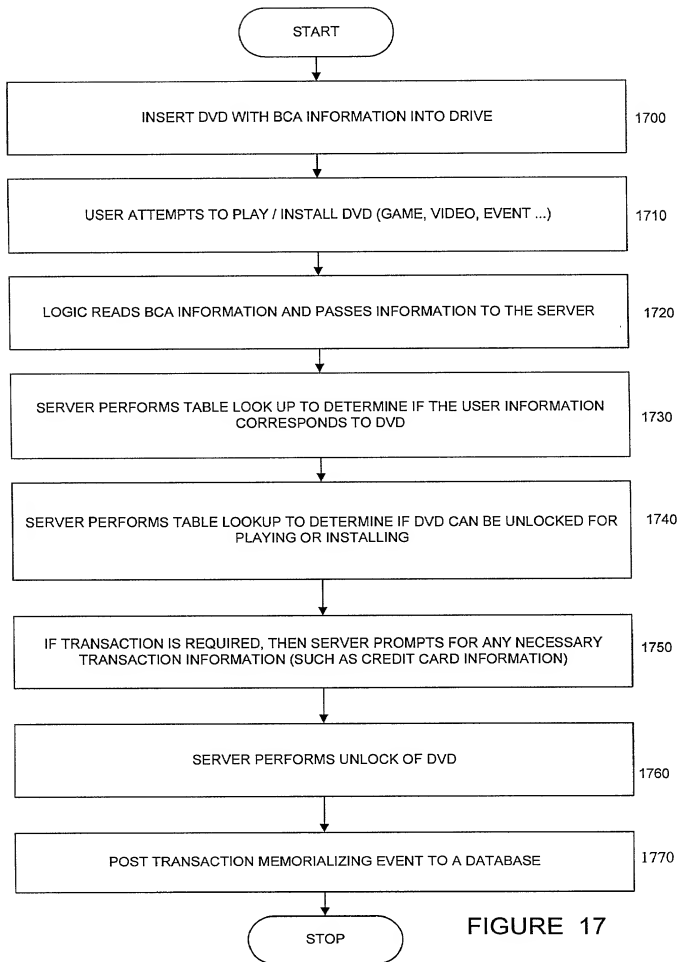 START
INSERT DVD WITH BCA INFORMATION INTO DRIVE
1700
USER ATTEMPTS TO PLAY / INSTALL DVD (GAME, VIDEO, EVENT ...)
1710
LOGIC READS BCA INFORMATION AND PASSES INFORMATION TO THE SERVER
1720
SERVER PERFORMS TABLE LOOK UP TO DETERMINE IF THE USER INFORMATION
CORRESPONDS TO DVD
1730
SERVER PERFORMS TABLE LOOKUP TO DETERMINE IF DVD CAN BE UNLOCKED FOR
PLAYING OR INSTALLING
1740
IF TRANSACTION IS REQUIRED, THEN SERVER PROMPTS FOR ANY NECESSARY
TRANSACTION INFORMATION (SUCH AS CREDIT CARD INFORMATION)
1750
SERVER PERFORMS UNLOCK OF DVD
1760
POST TRANSACTION MEMORIALIZING EVENT TO A DATABASE
1770
STOP
FIGURE 17